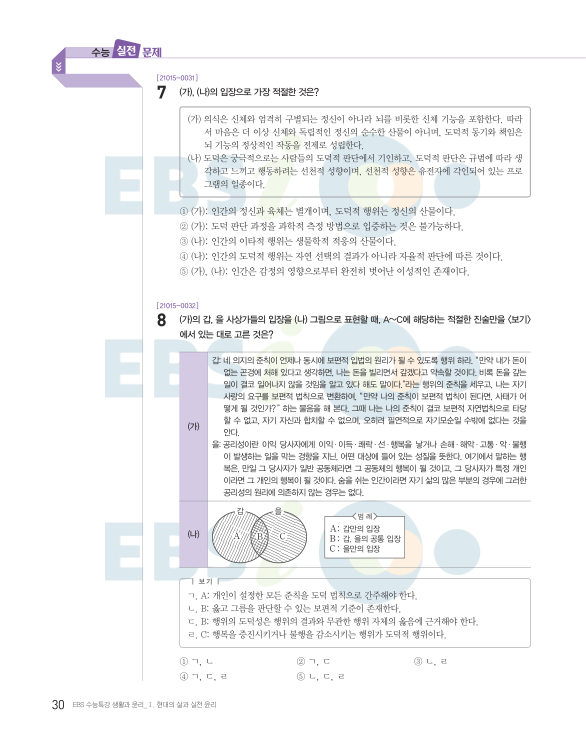 수능 실전 문제
[21015-0031]
7 (가), (나)의 입장으로 가장 적절한 것은?
(가) 의식은 신체와 엄격히 구별되는 정신이 아니라 뇌를 비롯한 신체 기능을 포함한다. 따라
서 마음은 더 이상 신체와 독립적인 정신의 순수한 산물이 아니며, 도덕적 동기와 책임은
뇌 기능의 정상적인 작동을 전제로 성립한다.
(나) 도덕은 궁극적으로는 사람들의 도덕적 판단에서 기인하고, 도덕적 판단은 규범에 따라 생
각하고 느끼고 행동하려는 선천적 성향이며, 선천적 성향은 유전자에 각인되어 있는 프로
그램의 일종이다.
① (가): 인간의 정신과 육체는 별개이며, 도덕적 행위는 정신의 산물이다.
② (가): 도덕 판단 과정을 과학적 측정 방법으로 입증하는 것은 불가능하다.
③ (나): 인간의 이타적 행위는 생물학적 적응의 산물이다.
④ (나): 인간의 도덕적 행위는 자연 선택의 결과가 아니라 자율적 판단에 따른 것이다.
⑤ (가), (나): 인간은 감정의 영향으로부터 완전히 벗어난 이성적인 존재이다.
[21015-0032]
8 (가)의 갑, 을 사상가들의 입장을 (나) 그림으로 표현할 때, A~C에 해당하는 적절한 진술만을 <보기>
에서 있는 대로 고른 것은?
(가)
갑: 네 의지의 준칙이 언제나 동시에 보편적 입법의 원리가 될 수 있도록 행위 하라. "만약 내가 돈이
없는 곤경에 처해 있다고 생각하면, 나는 돈을 빌리면서 갚겠다고 약속할 것이다. 비록 돈을 갚는
일이 결코 일어나지 않을 것임을 알고 있다 해도 말이다."라는 행위의 준칙을 세우고, 나는 자기
사랑의 요구를 보편적 법칙으로 변환하여, "만약 나의 준칙이 보편적 법칙이 된다면, 사태가 어
떻게 될 것인가?" 하는 물음을 해 본다. 그때 나는 나의 준칙이 결코 보편적 자연법칙으로 타당
할 수 없고, 자기 자신과 합치할 수 없으며, 오히려 필연적으로 자기모순일 수밖에 없다는 것을
안다.
을: 공리성이란 이익 당사자에게 이익·이득·쾌락·선·행복을 낳거나 손해·해악·고통·악·불행
이 발생하는 일을 막는 경향을 지닌, 어떤 대상에 들어 있는 성질을 뜻한다. 여기에서 말하는 행
복은, 만일 그 당사자가 일반 공동체라면 그 공동체의 행복이 될 것이고, 그 당사자가 특정 개인
이라면 그 개인의 행복이 될 것이다. 숨을 쉬는 인간이라면 자기 삶의 많은 부분의 경우에 그러한
공리성의 원리에 의존하지 않는 경우는 없다.
(나)
갑 을
A B C
<범 례>
A : 갑만의 입장
B : 갑, 을의 공통 입장
C : 을만의 입장
보기
ㄱ. A: 개인이 설정한 모든 준칙을 도덕 법칙으로 간주해야 한다.
ㄴ. B: 옳고 그름을 판단할 수 있는 보편적 기준이 존재한다.
ㄷ. B: 행위의 도덕성은 행위의 결과와 무관한 행위 자체의 옳음에 근거해야 한다.
ㄹ. C: 행복을 증진시키거나 불행을 감소시키는 행위가 도덕적 행위이다.
① ㄱ, ㄴ ② ㄱ, ㄷ ③ ㄴ, ㄹ
④ ㄱ, ㄷ, ㄹ ⑤ ㄴ, ㄷ, ㄹ
30 EBS 수능특강 생활과 윤리_ Ⅰ. 현대의 삶과 실천 윤리